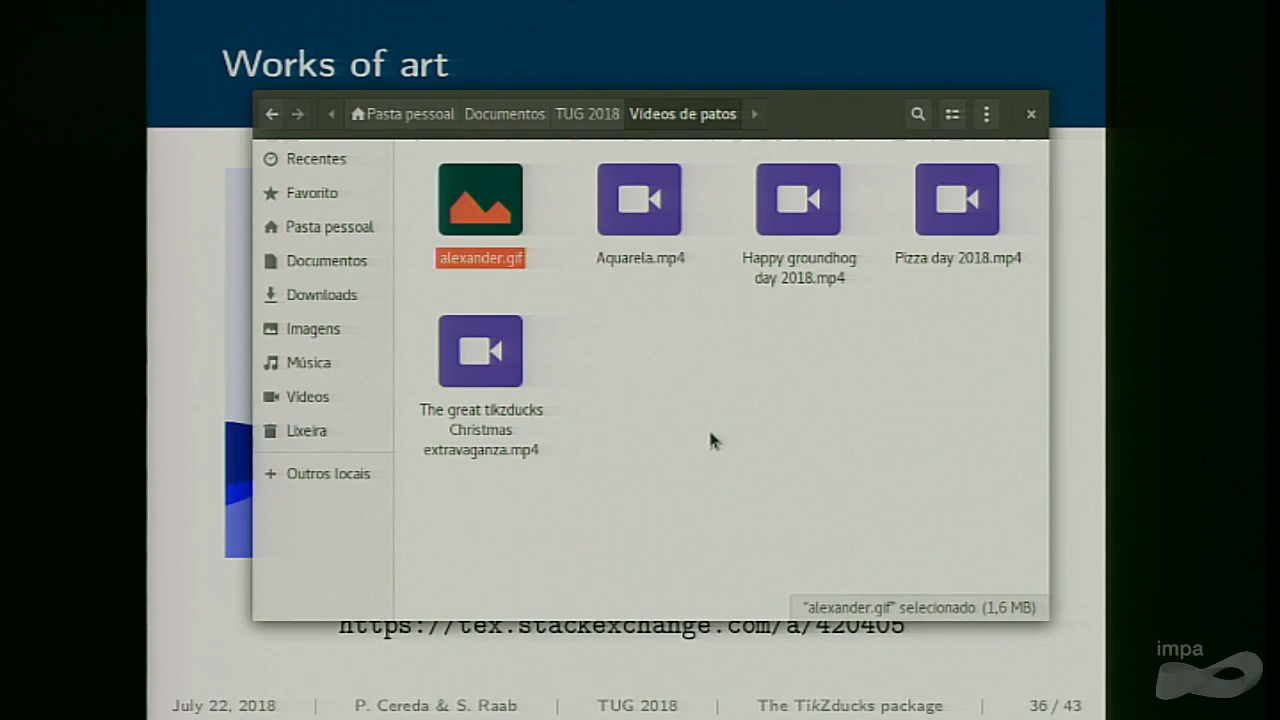 Works of art
Pasta pessoal Documentos TUG 2018 Vídeos de patos
Recentes
Favorito
Pasta pessoal
Documentos
Downloads
Imagens
Música
Vídeos
Lixeira
Outros locais
alexander.gif
Aquarela.mp4
Happy groundhog
day 2018.mp4
Pizza day 2018.mp4
The great tikzducks
Christmas
extravaganza.mp4
"alexander.gif" selecionado (1,6 MB)
https://tex.stackexchange.com/a/420405
July 22, 2018 | P. Cereda & S. Raab | TUG 2018 | The TikZducks package | 36 / 43
impa